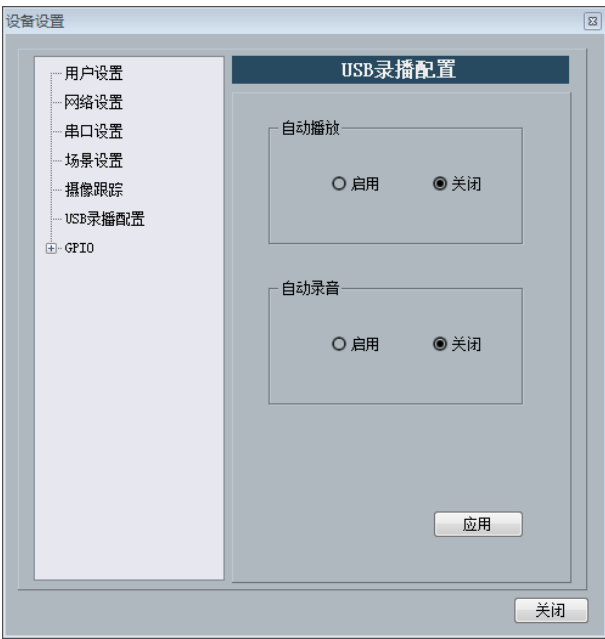 设备设置
用户设置
网络设置
串口设置
场景设置
摄像跟踪
USB录播配置
GPIO
USB录播配置
自动播放
启用 关闭
自动录音
启用 关闭
应用
关闭